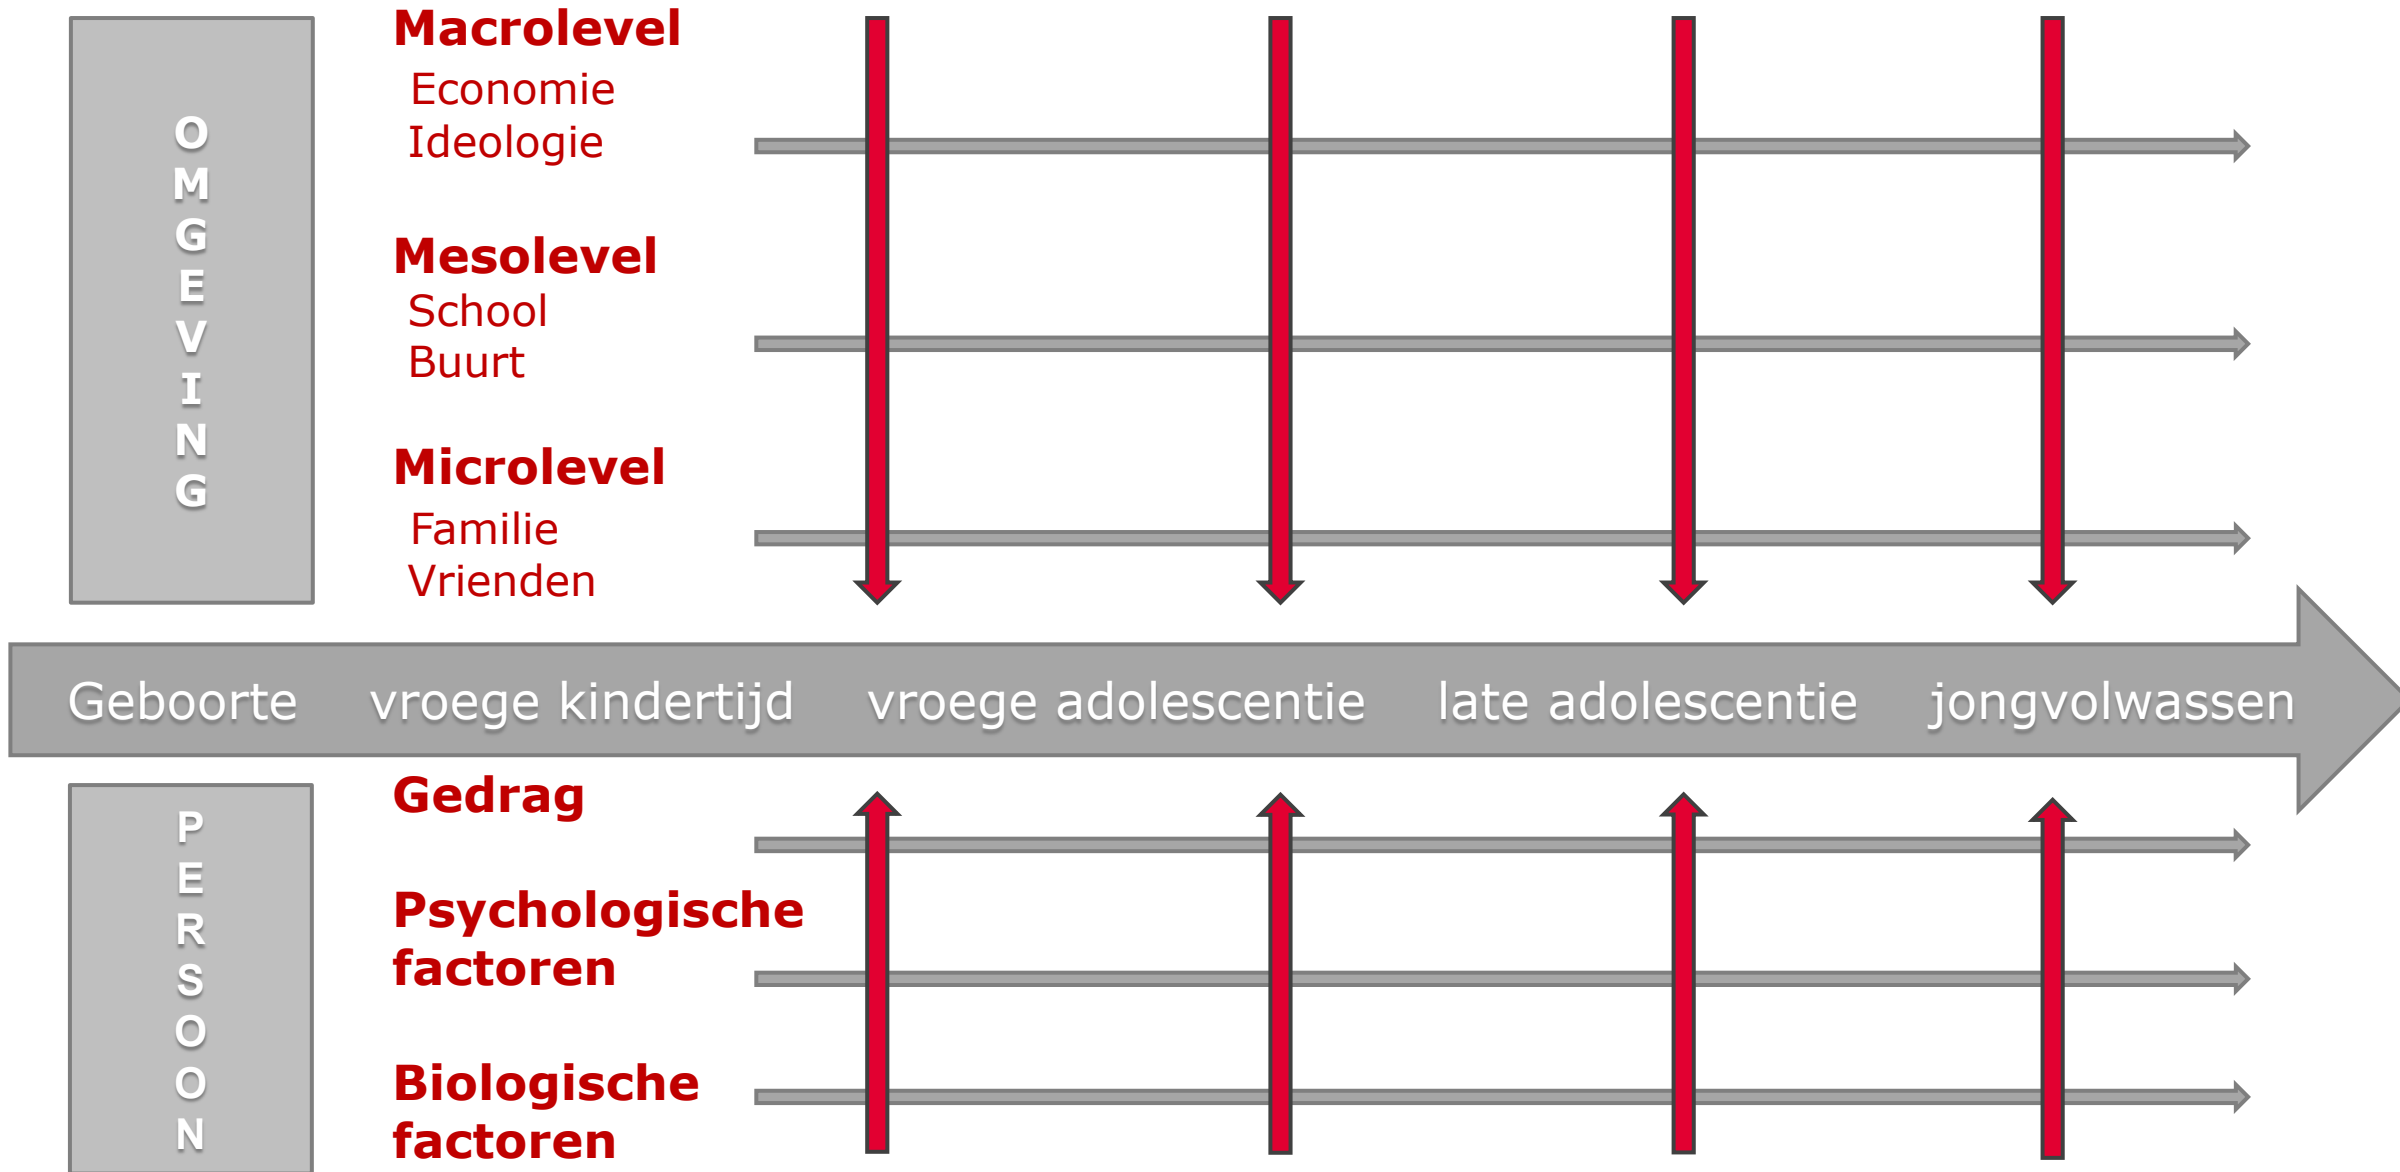 OMGEVING
Macrolevel
Economie
Ideologie
Mesolevel
School
Buurt
Microlevel
Familie
Vrienden
Geboorte vroege kindertijd vroege adolescentie late adolescentie jongvolwassen
PERSOON
Gedrag
Psychologische
factoren
Biologische
factoren